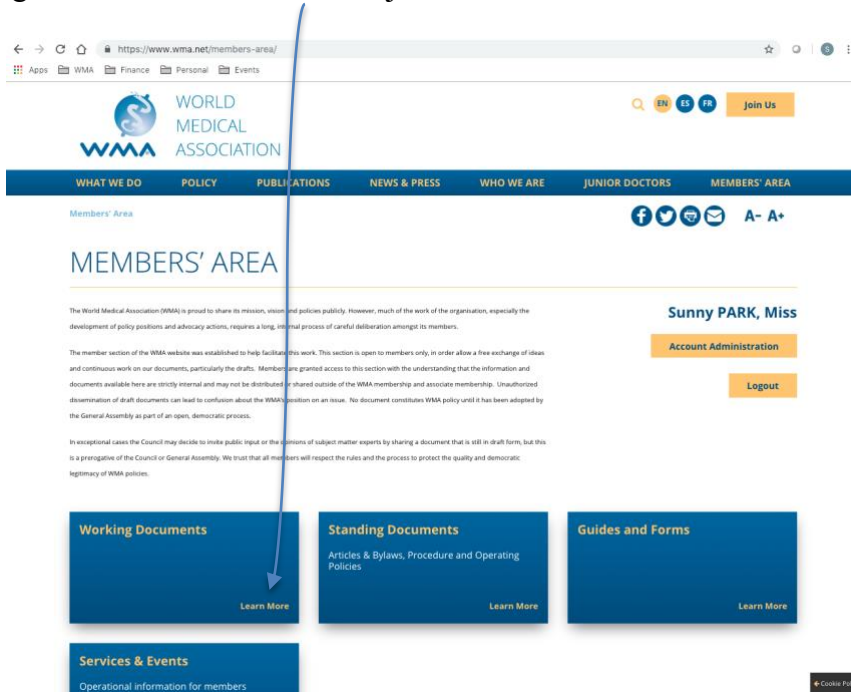 https://www.wma.net/members-area/
Apps WMA Finance Personal Events
WORLD
MEDICAL
ASSOCIATION
WMA
EN ES FR Join Us
WHAT WE DO POLICY PUBLICATIONS NEWS & PRESS WHO WE ARE JUNIOR DOCTORS MEMBERS' AREA
Members' Area
A- A+
MEMBERS' AREA
The World Medical Association (WMA) is proud to share its mission, vision and policies publicly. However, much of the work of the organisation, especially the
development of policy positions and advocacy actions, requires a long, internal process of careful deliberation amongst its members.
The member section of the WMA website was established to help facilitate this work. This section is open to members only, in order allow a free exchange of ideas
and continuous work on our documents, particularly the drafts. Members are granted access to this section with the understanding that the information and
documents available here are strictly internal and may not be distributed or shared outside of the WMA membership and associate membership. Unauthorized
dissemination of draft documents can lead to confusion about the WMA's position on an issue. No document constitutes WMA policy until it has been adopted by
the General Assembly as part of an open, democratic process.
In exceptional cases the Council may decide to invite public input or the opinions of subject matter experts by sharing a document that is still in draft form, but this
is a prerogative of the Council or General Assembly. We trust that all members will respect the rules and the process to protect the quality and democratic
legitimacy of WMA policies.
Sunny PARK, Miss
Account Administration
Logout
Working Documents
Learn More
Standing Documents
Articles & Bylaws, Procedure and Operating
Policies
Learn More
Guides and Forms
Learn More
Services & Events
Operational information for members
Cookie